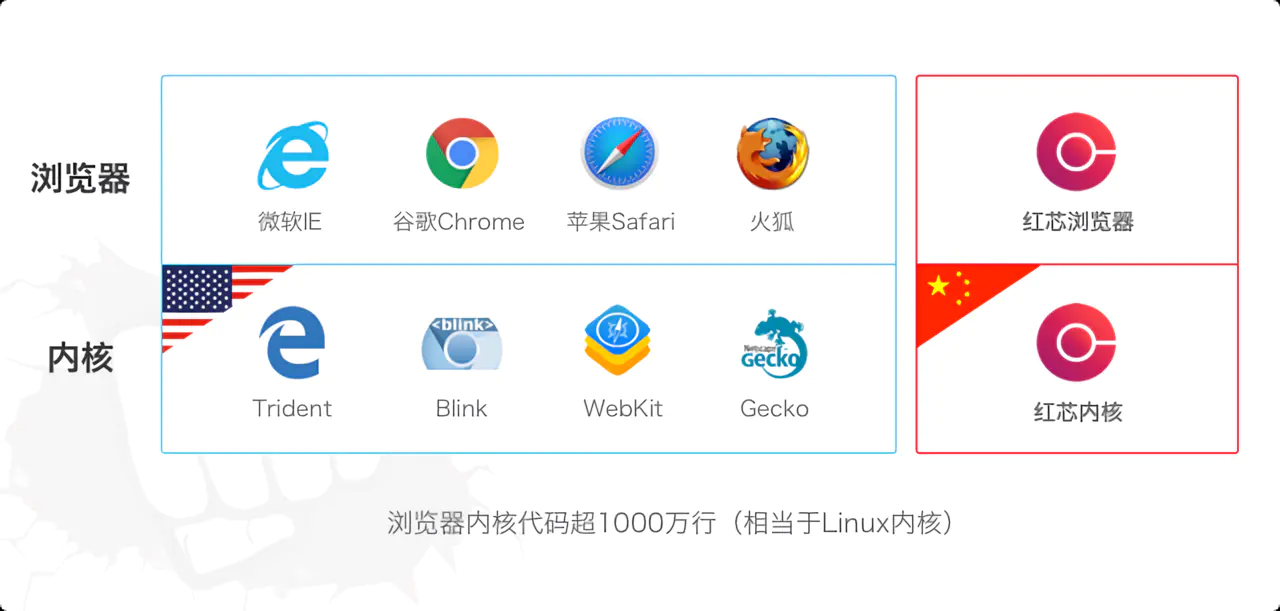 浏览器
微软IE
谷歌Chrome
苹果Safari
火狐
红芯浏览器
内核
<blink>
Netscape
Gecko
Trident
Blink
WebKit
Gecko
红芯内核
浏览器内核代码超1000万行（相当于Linux内核）